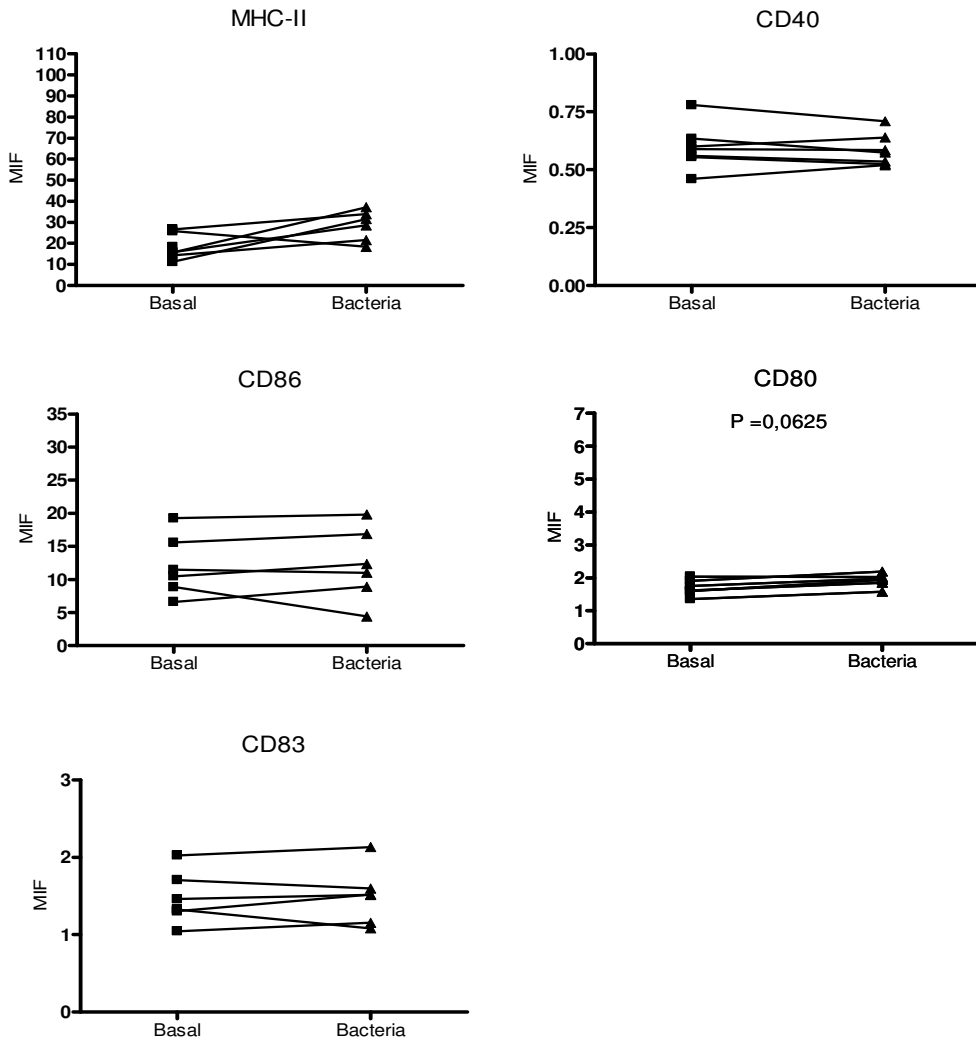 MHC-II
110
100
90
80
70
60
50
40
30
20
10
0
MIF
Basal
Bacteria
CD40
1.00
0.75
0.50
0.25
0.00
MIF
Basal
Bacteria
CD86
35
30
25
20
15
10
5
0
MIF
Basal
Bacteria
CD80
P =0,0625
7
6
5
4
3
2
1
0
MIF
Basal
Bacteria
CD83
3
2
1
0
MIF
Basal
Bacteria